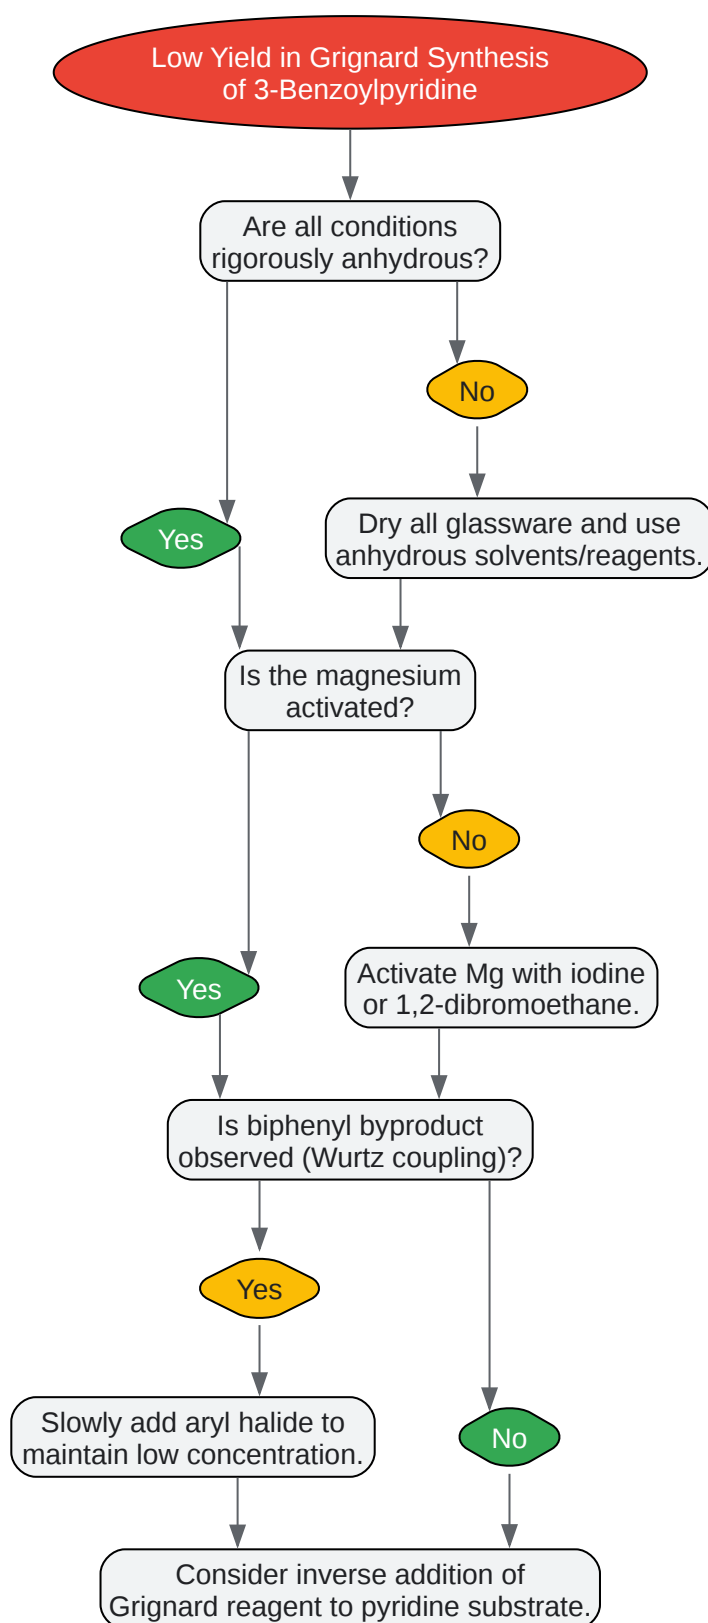 Low Yield in Grignard Synthesis
of 3-Benzoylpyridine
Are all conditions
rigorously anhydrous?
No
Yes
Dry all glassware and use
anhydrous solvents/reagents.
Is the magnesium
activated?
No
Yes
Activate Mg with iodine
or 1,2-dibromoethane.
Is biphenyl byproduct
observed (Wurtz coupling)?
Yes
Slowly add aryl halide to
maintain low concentration.
No
Consider inverse addition of
Grignard reagent to pyridine substrate.